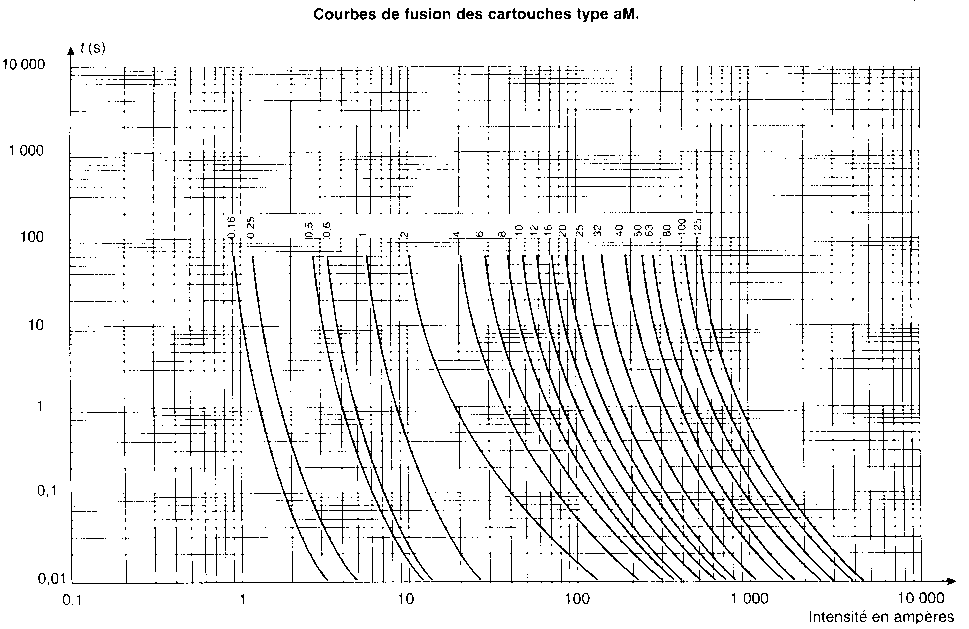 Courbes de fusion des cartouches type aM.
t (s)
10 000
1 000
100
10
1
0,1
0,01
0,16 0,25 0,5 0,6 1 2 4 6 8 10 12 16 20 25 32 40 50 63 80 100 125
0.1 1 10 100 1 000 10 000
Intensité en ampères